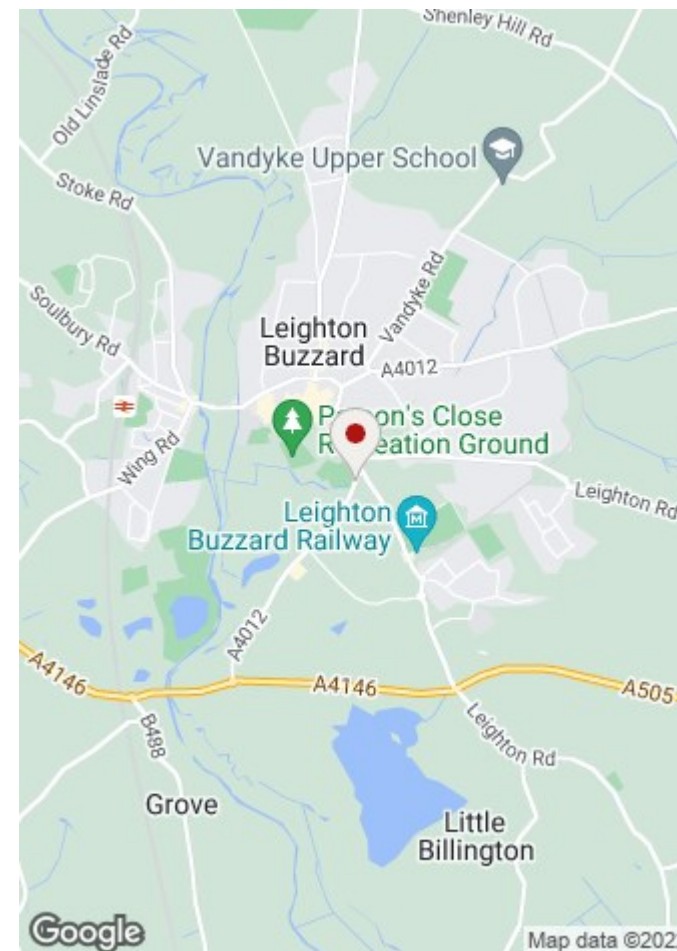 Shenley Hill Rd
Old Linslade Rd
Vandyke Upper School
Stoke Rd
Soulbury Rd
Vandyke Rd
Leighton
Buzzard
A4012
Wing Rd
Recreation Ground
Leighton Rd
Leighton
Buzzard Railway
M
A4012
A4146
A4146
A505
B488
Leighton Rd
Grove
Little
Billington
Google
Map data ©202